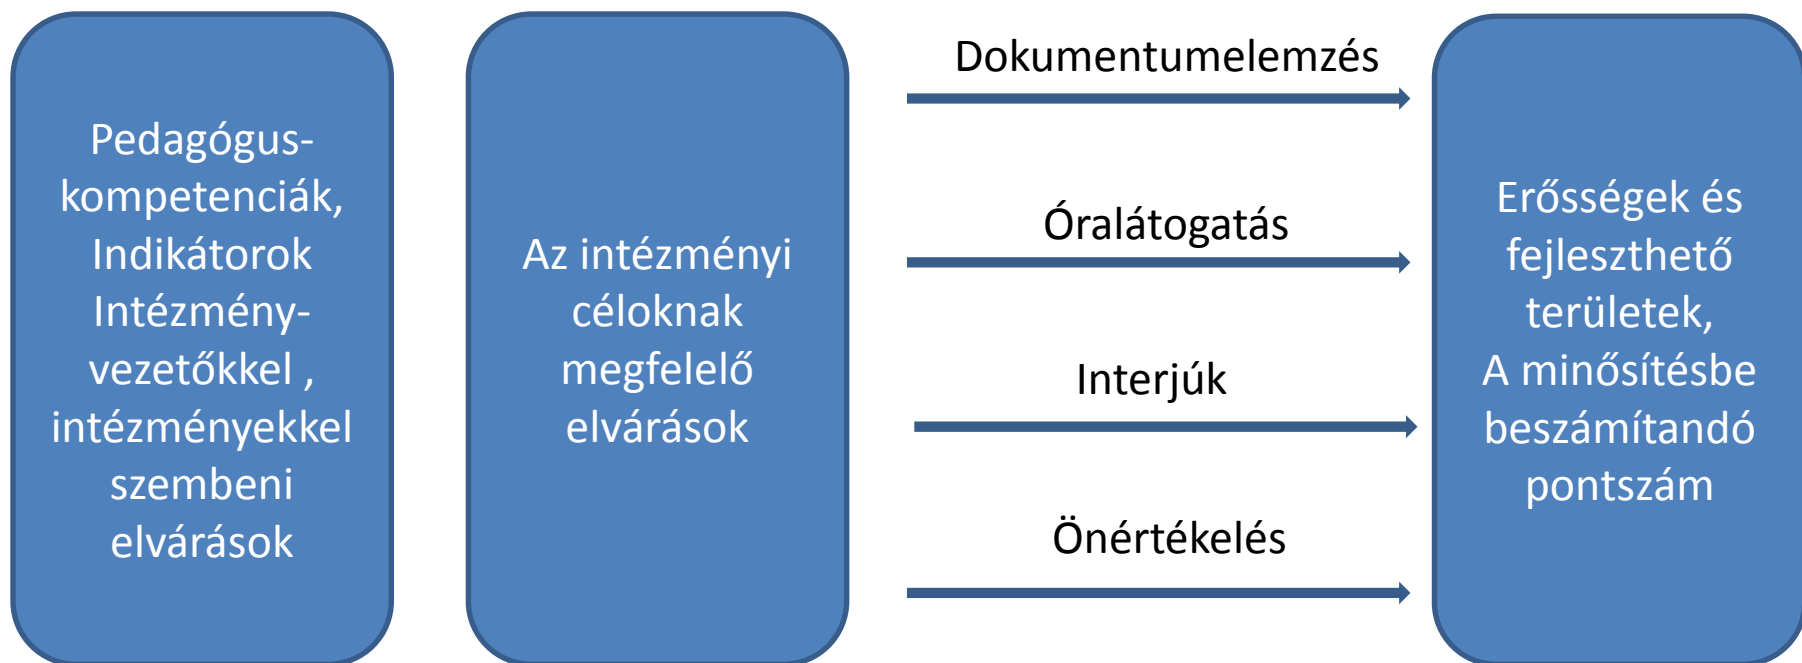 Pedagógus-
kompetenciák,
Indikátorok
Intézmény-
vezetőkkel ,
intézményekkel
szembeni
elvárások
Az intézményi
céloknak
megfelelő
elvárások
Dokumentumelemzés
Óralátogatás
Interjúk
Önértékelés
Erősségek és
fejleszthető
területek,
A minősítésbe
beszámítandó
pontszám